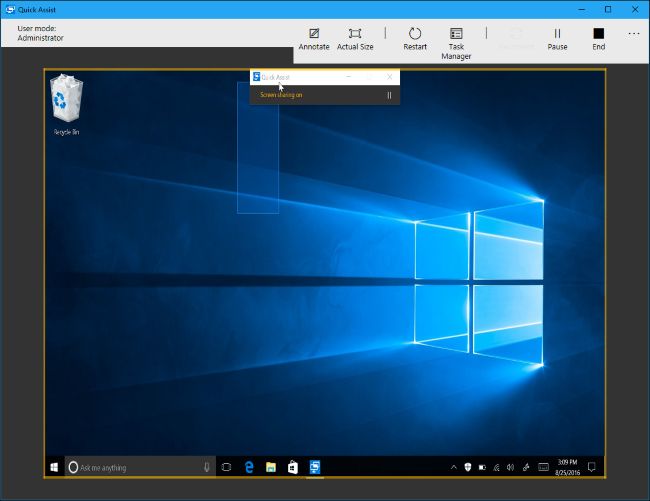 Quick Assist
User mode:
Administrator
Annotate
Actual Size
Restart
Task
Manager
Pause
End
Quick Assist
Screen sharing on
Recycle Bin
Ask me anything
3:09 PM
8/25/2016